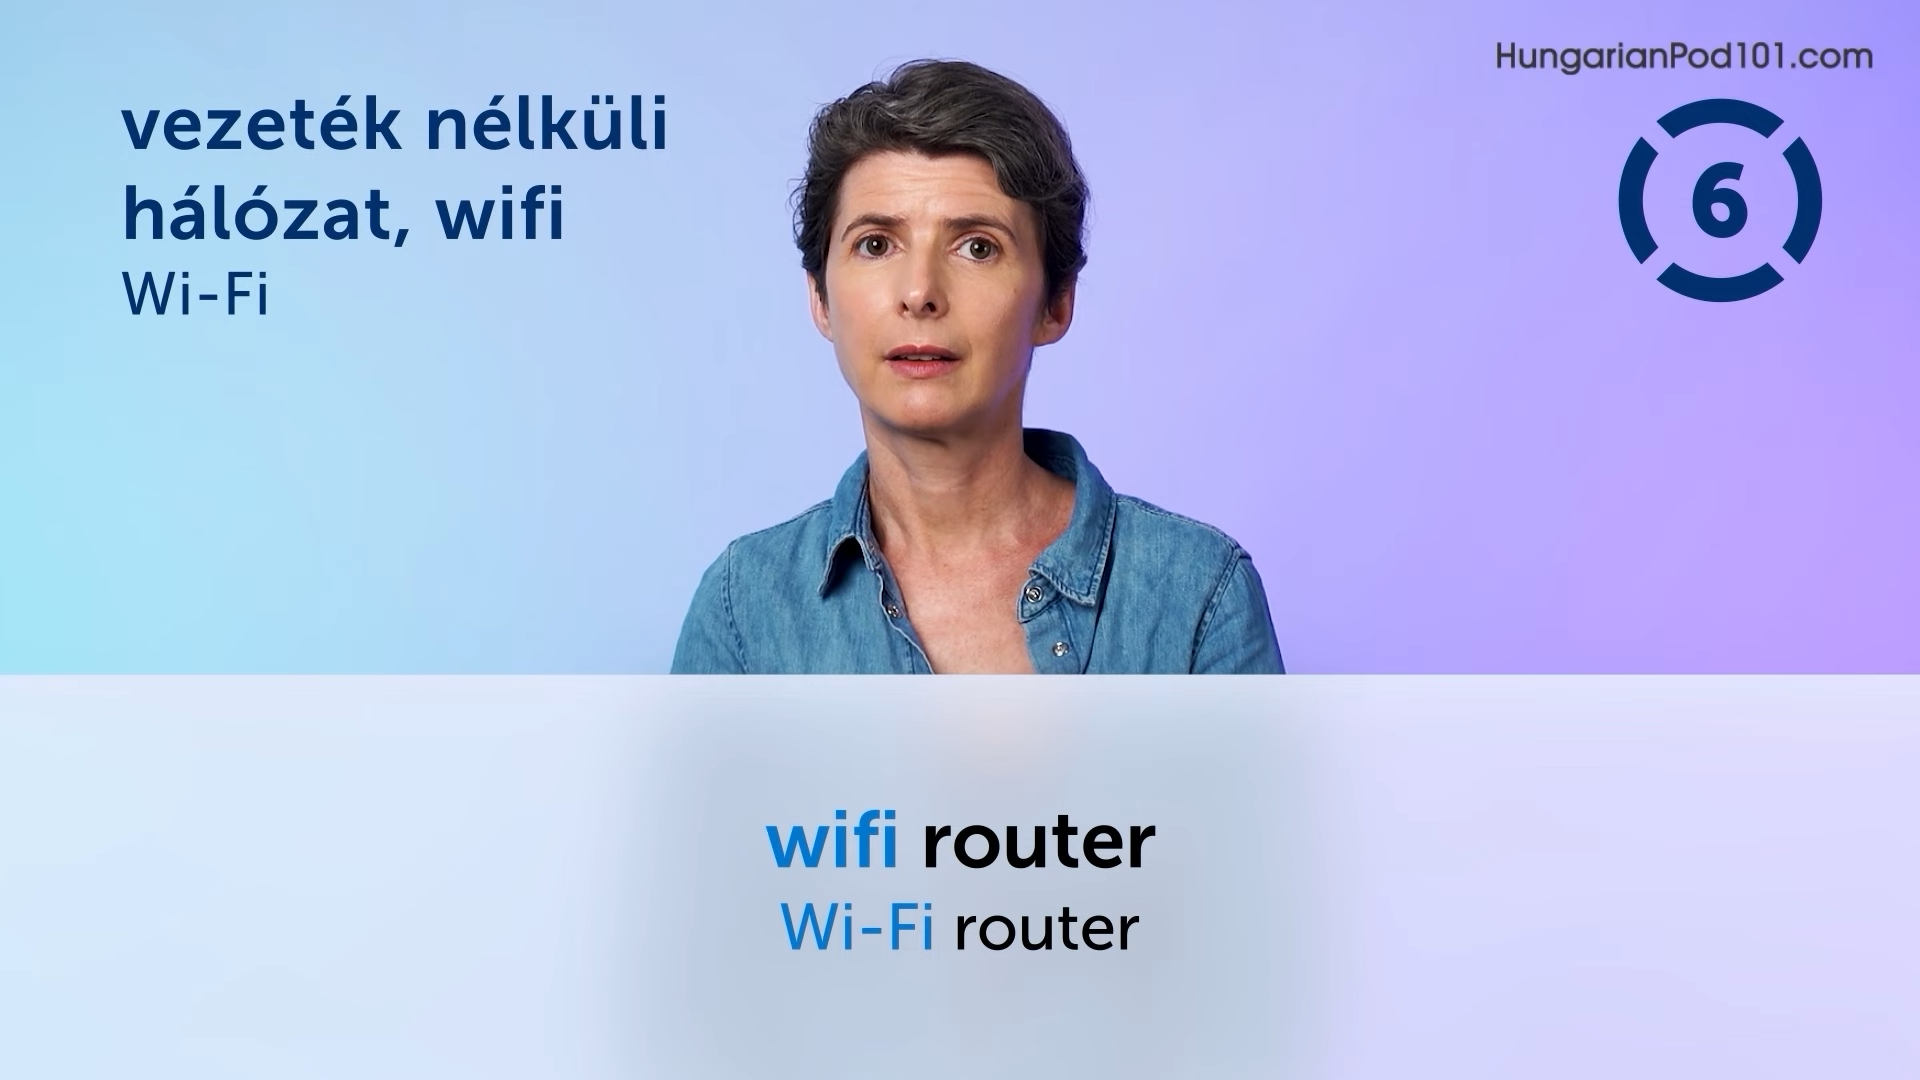 HungarianPod101.com
vezeték nélküli
hálózat, wifi
Wi-Fi
6
wifi router
Wi-Fi router